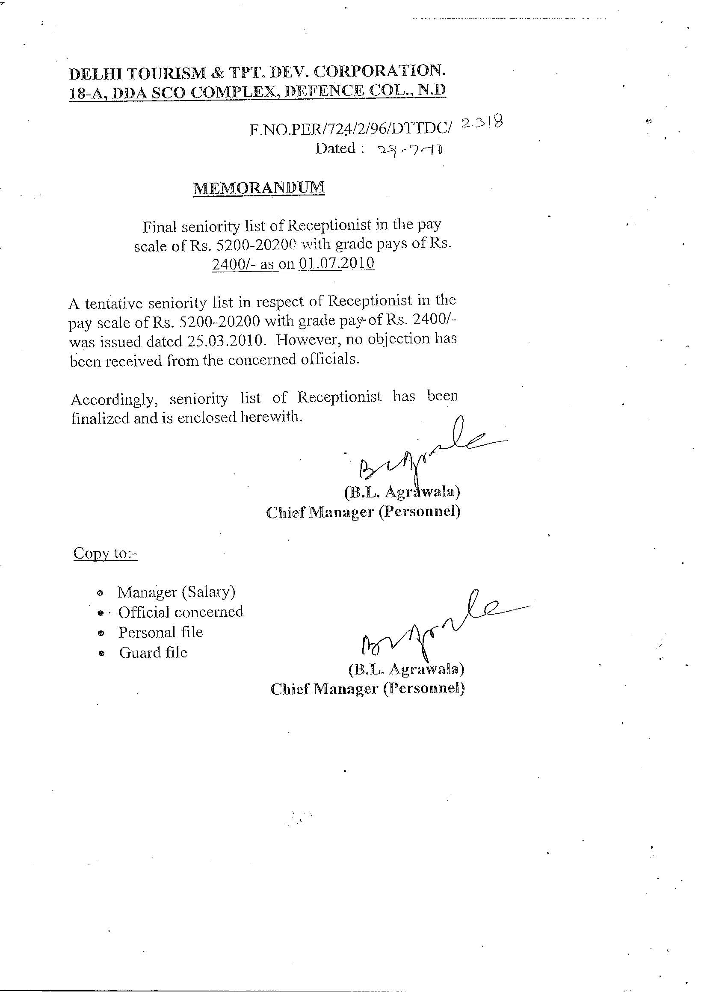 DELHI TOURISM & TPT. DEV. CORPORATION.
18-A, DDA SCO COMPLEX, DEFENCE COL., N.D
F.NO.PER/724/2/96/DTTDC/ 2318
Dated : 29-7-10
MEMORANDUM
Final seniority list of Receptionist in the pay
scale of Rs. 5200-20200 with grade pays of Rs.
2400/- as on 01.07.2010
A tentative seniority list in respect of Receptionist in the
pay scale of Rs. 5200-20200 with grade pay of Rs. 2400/-
was issued dated 25.03.2010. However, no objection has
been received from the concerned officials.
Accordingly, seniority list of Receptionist has been
finalized and is enclosed herewith.
(B.L. Agrawala)
Chief Manager (Personnel)
Copy to:-
• Manager (Salary)
• Official concerned
• Personal file
• Guard file
(B.L. Agrawala)
Chief Manager (Personnel)